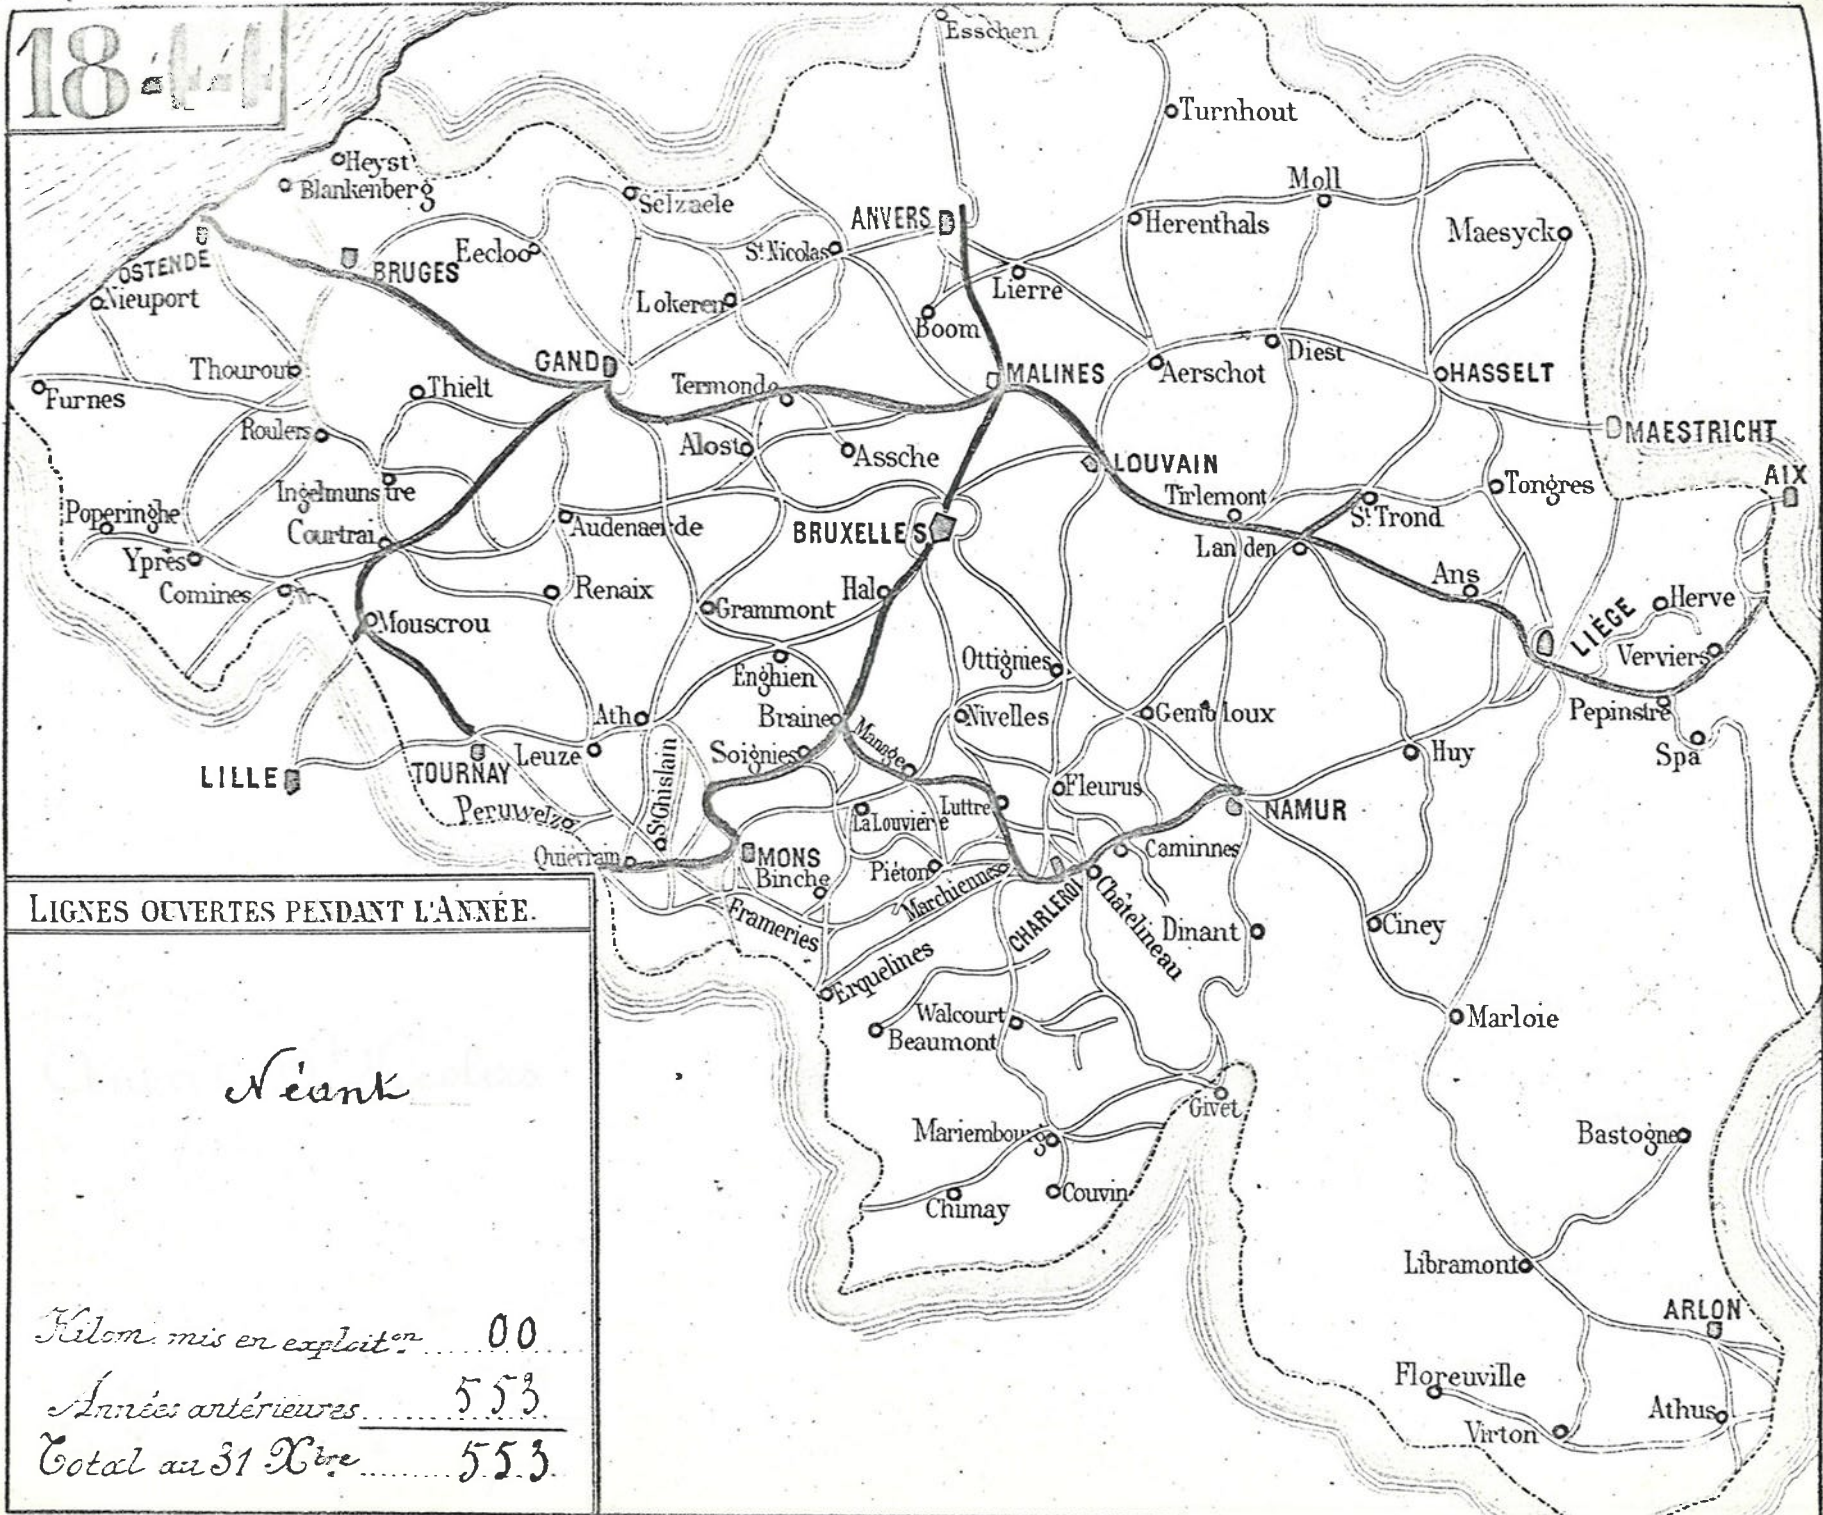 1844
Esschen
Turnhout
Heyst
Blankenberg
Moll
Selzaele
ANVERS
Herenthals
Maesyck
Eecloo
St. Nicolas
OSTENDE
BRUGES
Nieuport
Lokeren
Lierre
Boom
Thourout
GAND
Termonde
MALINES
Diest
Aerschot
HASSELT
Furnes
Thielt
Roulers
MAESTRICHT
Alost
Assche
LOUVAIN
AIX
Ingelmunstre
Tirlemont
Tongres
Poperinghe
Courtrai
Audenaerde
BRUXELLES
St. Trond
Ypres
Landen
Comines
Renaix
Hal
Ans
Herve
Grammont
LIÈGE
Mouscrou
Verviers
Enghien
Ottignies
Ath
Braine
Manage
Nivelles
Gembloux
Pepinstre
LILLE
TOURNAY
Leuze
Soignies
Huy
Spa
St. Ghislain
Fleurus
Peruwelz
La Louvière
Luttre
NAMUR
Quiévrain
MONS
Caminnes
Binche
Piéton
Marchiennes
CHARLEROI
Châtelineau
LIGNES OUVERTES PENDANT L'ANNÉE.
Frameries
Dinant
Ciney
Erquelines
Walcourt
Marloie
Beaumont
Néant
Givet
Mariembourg
Bastogne
Chimay
Couvin
Libramont
ARLON
Kilom. mis en exploiton. 00
Floreuville
Années antérieures 553
Athus
Virton
Total au 31 Xbre 553